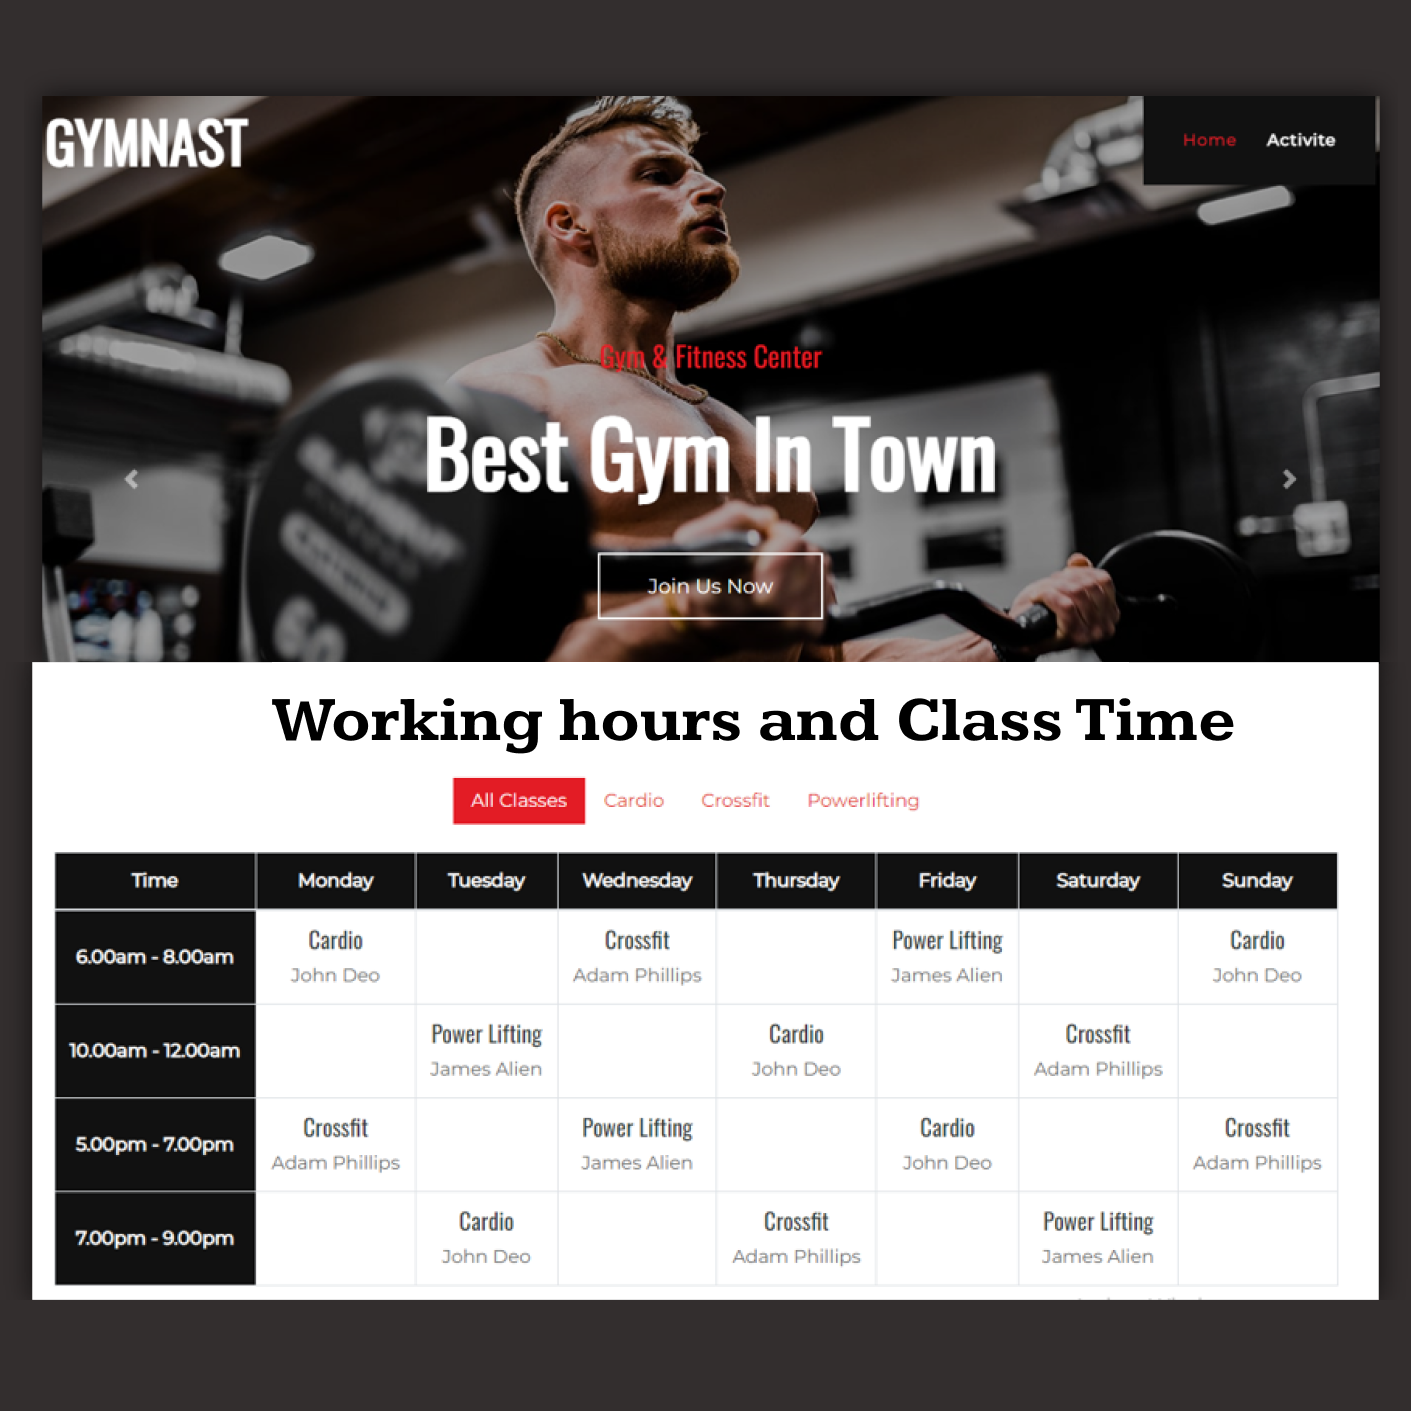 GYMNAST
Home Activite
Gym & Fitness Center
Best Gym In Town
Join Us Now
Working hours and Class Time
All Classes Cardio Crossfit Powerlifting
Time Monday Tuesday Wednesday Thursday Friday Saturday Sunday
6.00am - 8.00am
Cardio Crossfit Power Lifting Cardio
John Deo Adam Phillips James Alien John Deo
10.00am - 12.00am
Power Lifting Cardio Crossfit
James Alien John Deo Adam Phillips
5.00pm - 7.00pm
Crossfit Power Lifting Cardio Crossfit
Adam Phillips James Alien John Deo Adam Phillips
7.00pm - 9.00pm
Cardio Crossfit Power Lifting
John Deo Adam Phillips James Alien